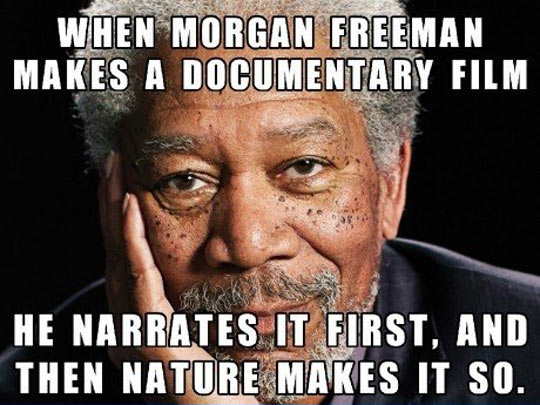 WHEN MORGAN FREEMAN
MAKES A DOCUMENTARY FILM
HE NARRATES IT FIRST, AND
THEN NATURE MAKES IT SO.